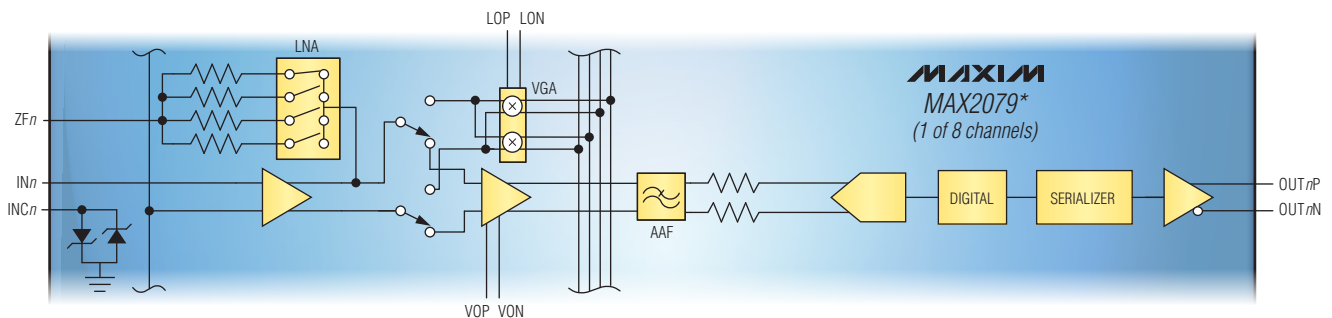 LOP LON
LNA
VGA
MAXIM
MAX2079*
(1 of 8 channels)
ZFn
INn
INCn
AAF
DIGITAL
SERIALIZER
OUTnP
OUTnN
VOP VON